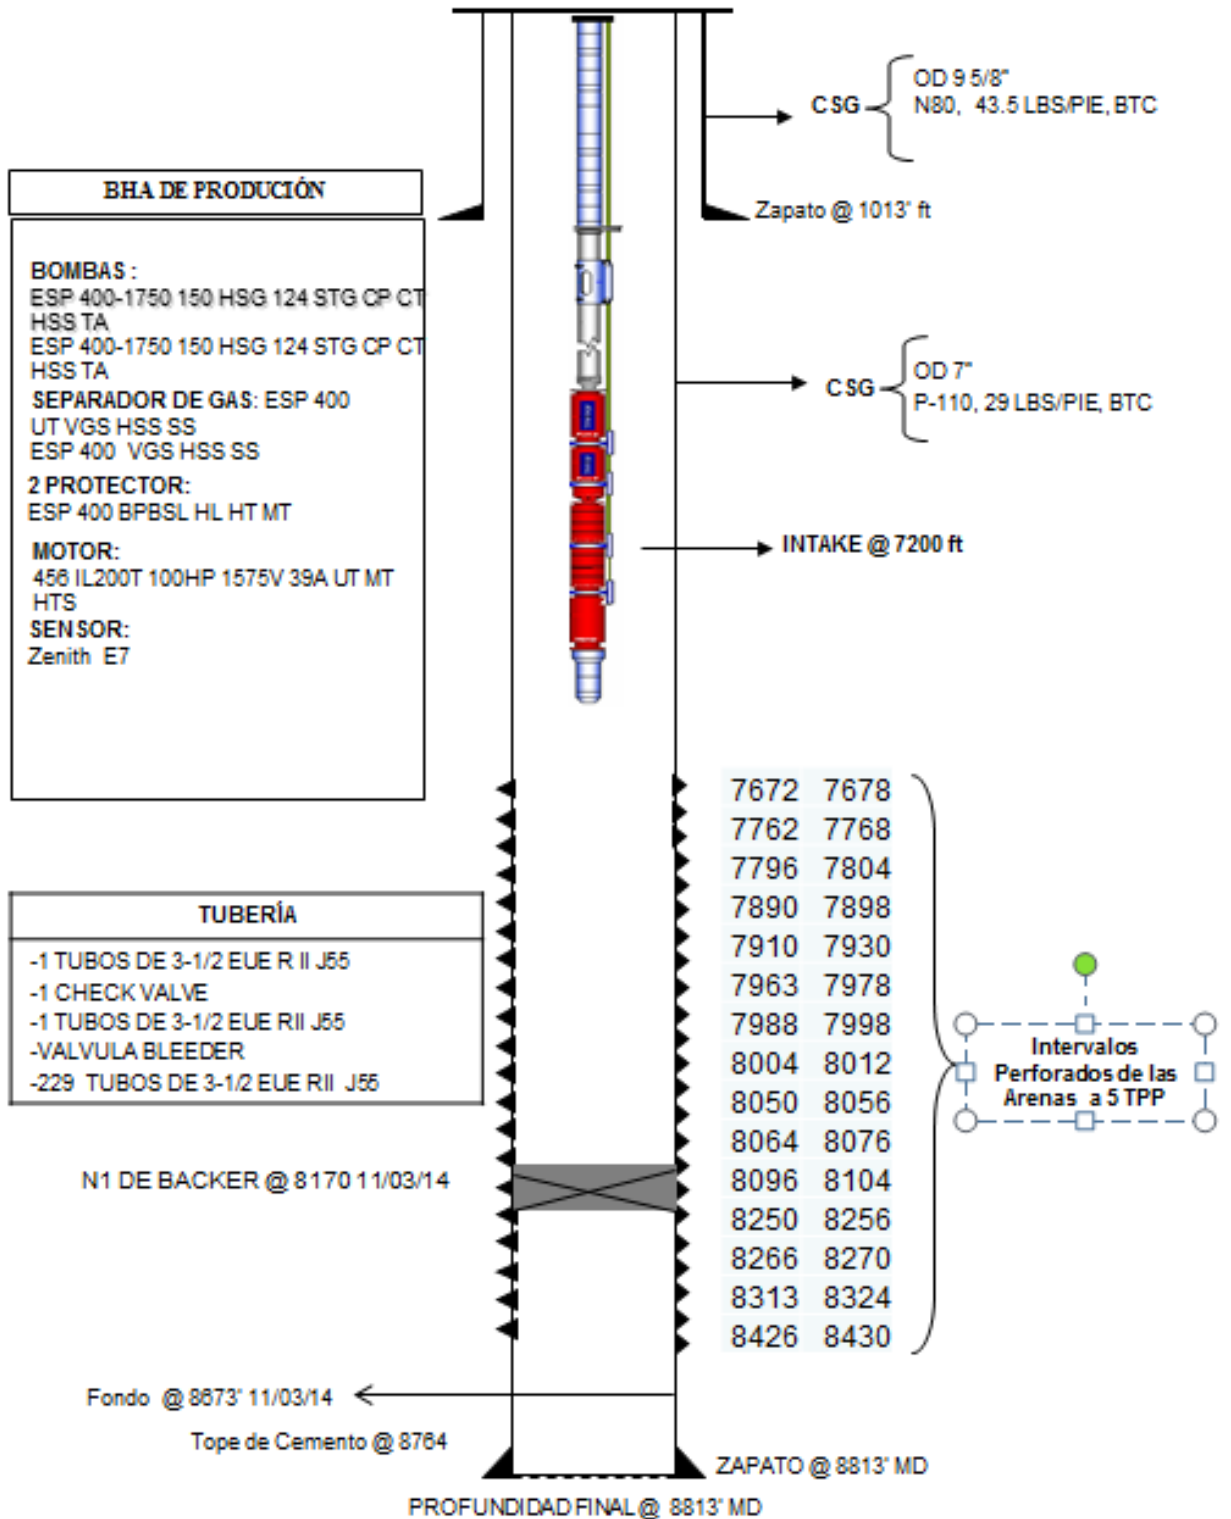 OD 9 5/8"
CSG
N80, 43.5 LBS/PIE, BTC
BHA DE PRODUCIÓN
Zapato @ 1013' ft
BOMBAS :
ESP 400-1750 150 HSG 124 STG CP CT
HSS TA
ESP 400-1750 150 HSG 124 STG CP CT
HSS TA
SEPARADOR DE GAS: ESP 400
UT VGS HSS SS
ESP 400 VGS HSS SS
2 PROTECTOR:
ESP 400 BPBSL HL HT MT
MOTOR:
456 IL200T 100HP 1575V 39A UT MT
HTS
SENSOR:
Zenith E7
OD 7"
CSG
P-110, 29 LBS/PIE, BTC
INTAKE @ 7200 ft
7672 7678
7762 7768
7796 7804
7890 7898
7910 7930
7963 7978
7988 7998
8004 8012
8050 8056
8064 8076
8096 8104
8250 8256
8266 8270
8313 8324
8426 8430
Intervalos
Perforados de las
Arenas a 5 TPP
TUBERÍA
-1 TUBOS DE 3-1/2 EUE R II J55
-1 CHECK VALVE
-1 TUBOS DE 3-1/2 EUE RII J55
-VALVULA BLEEDER
-229 TUBOS DE 3-1/2 EUE RII J55
N1 DE BACKER @ 8170 11/03/14
Fondo @ 8673' 11/03/14
Tope de Cemento @ 8764
ZAPATO @ 8813' MD
PROFUNDIDAD FINAL @ 8813' MD